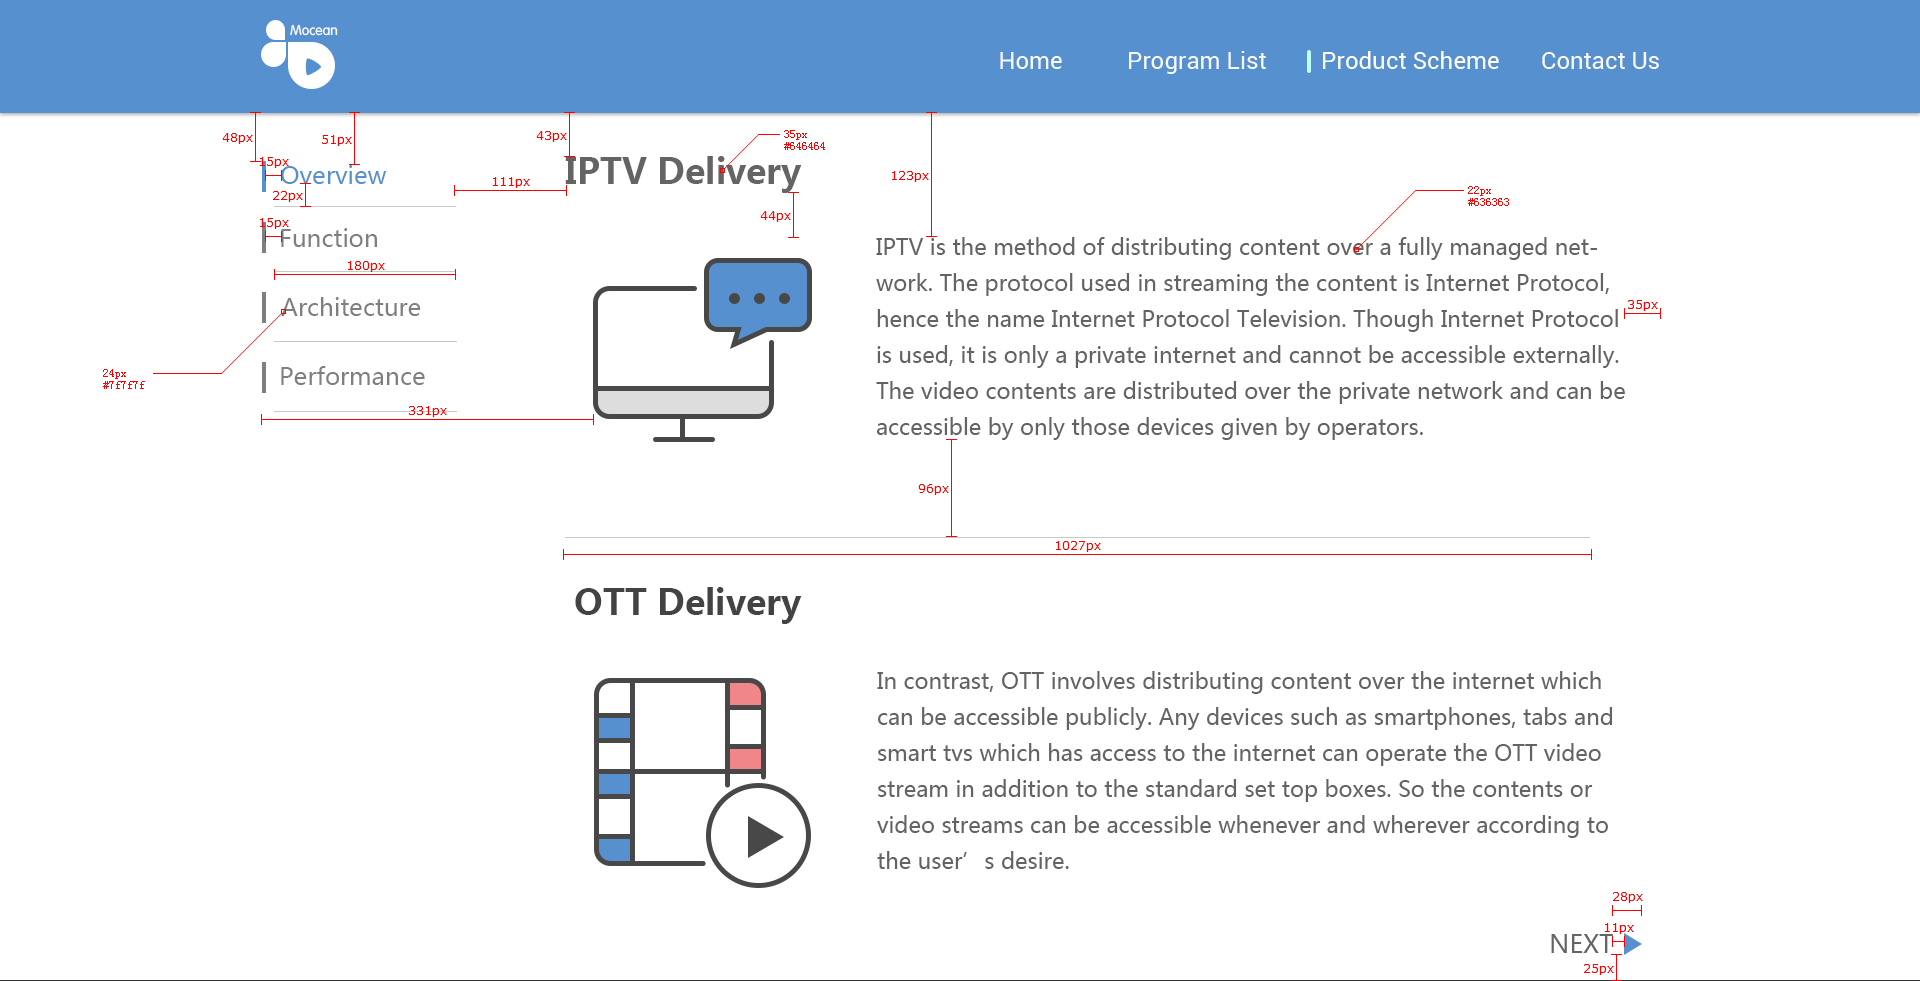 Mocean
Home
Program List
Product Scheme
Contact Us
48px
51px
43px
35px
#646464
15px
Overview
111px
IPTV Delivery
123px
22px
22px
#636363
44px
15px
Function
180px
IPTV is the method of distributing content over a fully managed net-
work. The protocol used in streaming the content is Internet Protocol,
hence the name Internet Protocol Television. Though Internet Protocol
is used, it is only a private internet and cannot be accessible externally.
The video contents are distributed over the private network and can be
accessible by only those devices given by operators.
35px
Architecture
24px
#7f7f7f
Performance
331px
96px
1027px
OTT Delivery
In contrast, OTT involves distributing content over the internet which
can be accessible publicly. Any devices such as smartphones, tabs and
smart tvs which has access to the internet can operate the OTT video
stream in addition to the standard set top boxes. So the contents or
video streams can be accessible whenever and wherever according to
the user’ s desire.
28px
11px
NEXT
25px